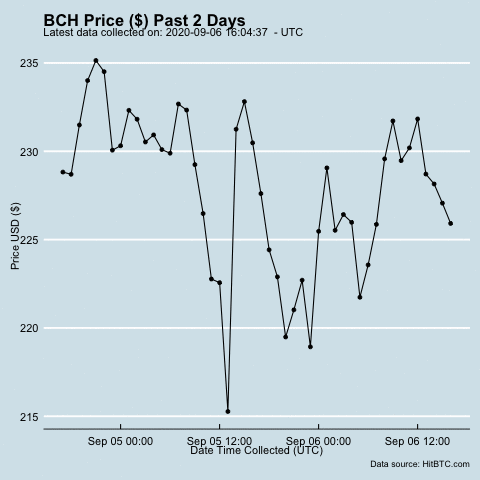 BCH Price ($) Past 2 Days
Latest data collected on: 2020-09-06 16:04:37  - UTC
235
230
225
220
215
Price USD ($)
Sep 05 00:00 Sep 05 12:00 Sep 06 00:00 Sep 06 12:00
Date Time Collected (UTC)
Data source: HitBTC.com